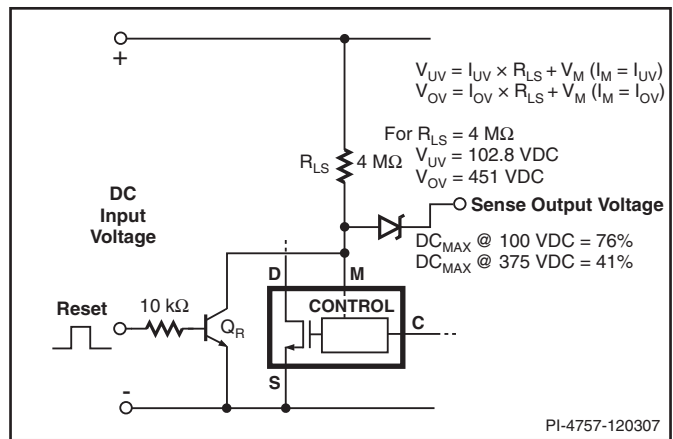 +
V_UV = I_UV × R_LS + V_M (I_M = I_UV)
V_OV = I_OV × R_LS + V_M (I_M = I_OV)
For R_LS = 4 MΩ
V_UV = 102.8 VDC
V_OV = 451 VDC
R_LS
4 MΩ
DC
Input
Voltage
Sense Output Voltage
DC_MAX @ 100 VDC = 76%
DC_MAX @ 375 VDC = 41%
D
M
CONTROL
C
Reset
10 kΩ
Q_R
S
-
PI-4757-120307